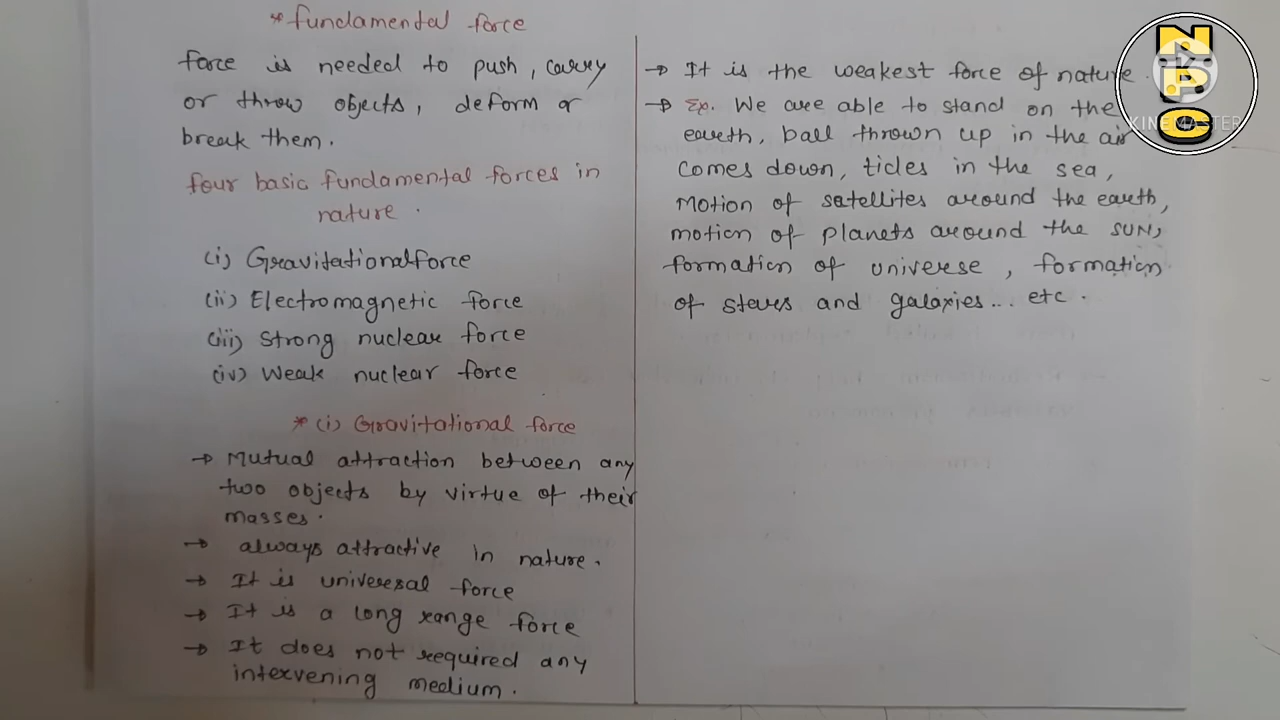 * fundamental force
force is needed to push, carry
or throw objects, deform or
break them.
four basic fundamental forces in
nature.
(i) Gravitationalforce
(ii) Electromagnetic force
(iii) Strong nuclear force
(iv) Weak nuclear force
* (i) Gravitational force
→ Mutual attraction between any
two objects by virtue of their
masses.
→ always attractive in nature.
→ It is universal force
→ It is a long range force
→ It does not required any
intervening medium.
→ It is the weakest force of nature.
→ Ex. We are able to stand on the
earth, ball thrown up in the air
comes down, tides in the sea,
Motion of satellites around the earth,
motion of planets around the sun,
formation of universe, formation
of stars and galaxies... etc.
N
P
C
KINEMASTER